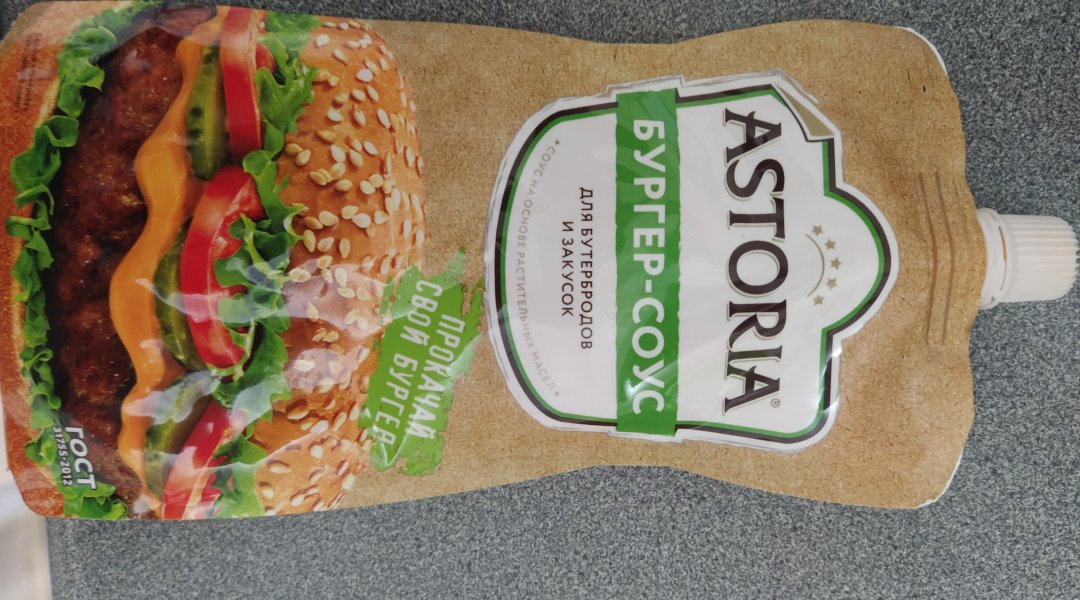 ASTORIA®
БУРГЕР-СОУС
ДЛЯ БУТЕРБРОДОВ
И ЗАКУСОК
*СОУС НА ОСНОВЕ РАСТИТЕЛЬНЫХ МАСЕЛ*
ПРОКАЧАЙ
СВОЙ БУРГЕР
ГОСТ
31755-2012